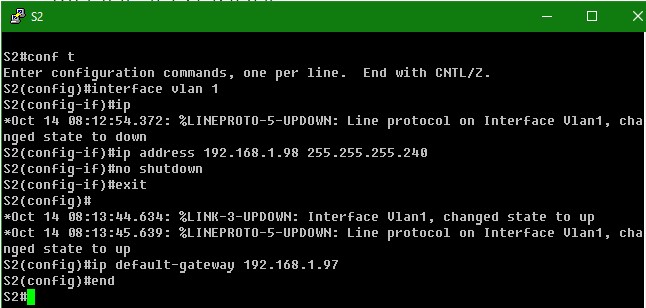 S2
S2#conf t
Enter configuration commands, one per line.  End with CNTL/Z.
S2(config)#interface vlan 1
S2(config-if)#ip
*Oct 14 08:12:54.372: %LINEPROTO-5-UPDOWN: Line protocol on Interface Vlan1, cha
nged state to down
S2(config-if)#ip address 192.168.1.98 255.255.255.240
S2(config-if)#no shutdown
S2(config-if)#exit
S2(config)#
*Oct 14 08:13:44.634: %LINK-3-UPDOWN: Interface Vlan1, changed state to up
*Oct 14 08:13:45.639: %LINEPROTO-5-UPDOWN: Line protocol on Interface Vlan1, cha
nged state to up
S2(config)#ip default-gateway 192.168.1.97
S2(config)#end
S2#